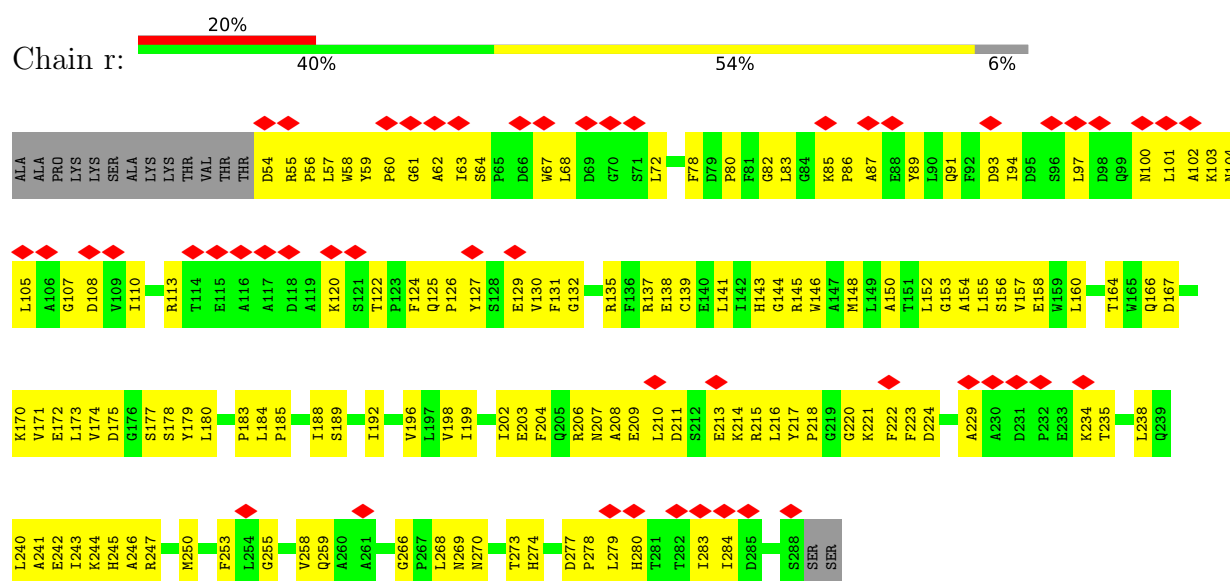 20%
Chain r:
40% 54% 6%
ALA ALA PRO LYS LYS SER ALA LYS LYS THR VAL THR THR D54 R55 P56 L57 W58 Y59 P60 G61 A62 I63 S64 P65 D66 W67 L68 D69 G70 S71 L72 F78 D79 P80 F81 G82 L83 G84 K85 P86 A87 E88 Y89 L90 Q91 F92 D93 I94 D95 S96 L97 D98 Q99 N100 L101 A102 K103 N104
L105 A106 G107 D108 V109 I110 R113 T114 E115 A116 A117 D118 A119 K120 S121 T122 P123 F124 Q125 P126 Y127 S128 E129 V130 F131 G132 R135 F136 R137 E138 C139 E140 L141 I142 H143 G144 R145 W146 A147 M148 L149 A150 T151 L152 G153 A154 L155 S156 V157 E158 W159 L160 T164 W165 Q166 D167
K170 V171 E172 L173 V174 D175 G176 S177 S178 Y179 L180 P183 L184 P185 I188 S189 I192 V196 L197 V198 I199 I202 E203 F204 Q205 R206 N207 A208 E209 L210 D211 S212 E213 K214 R215 L216 Y217 P218 G219 G220 K221 F222 F223 D224 A229 A230 D231 P232 E233 K234 T235 L238 Q239
L240 A241 E242 I243 K244 H245 A246 R247 M250 F253 L254 G255 V258 Q259 A260 A261 G266 P267 L268 N269 N270 T273 H274 D277 P278 L279 H280 T281 T282 I283 I284 D285 S288 SER SER